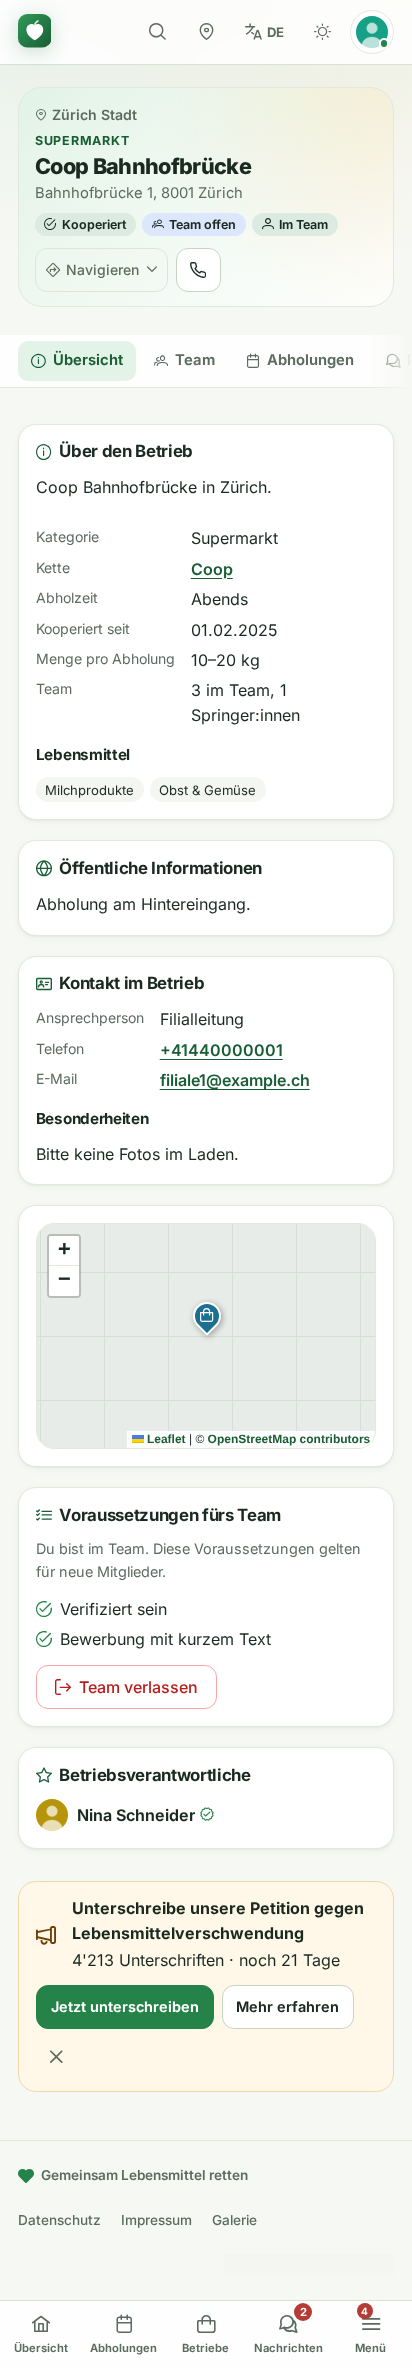 DE
Zürich Stadt
SUPERMARKT
Coop Bahnhofbrücke
Bahnhofbrücke 1, 8001 Zürich
Kooperiert Team offen Im Team
Navigieren
Übersicht Team Abholungen
Über den Betrieb
Coop Bahnhofbrücke in Zürich.
Kategorie Supermarkt
Kette Coop
Abholzeit Abends
Kooperiert seit 01.02.2025
Menge pro Abholung 10–20 kg
Team 3 im Team, 1
Springer:innen
Lebensmittel
Milchprodukte Obst & Gemüse
Öffentliche Informationen
Abholung am Hintereingang.
Kontakt im Betrieb
Ansprechperson Filialleitung
Telefon +41440000001
E-Mail filiale1@example.ch
Besonderheiten
Bitte keine Fotos im Laden.
+
−
Leaflet | © OpenStreetMap contributors
Voraussetzungen fürs Team
Du bist im Team. Diese Voraussetzungen gelten
für neue Mitglieder.
Verifiziert sein
Bewerbung mit kurzem Text
Team verlassen
Betriebsverantwortliche
Nina Schneider
Unterschreibe unsere Petition gegen
Lebensmittelverschwendung
4'213 Unterschriften · noch 21 Tage
Jetzt unterschreiben Mehr erfahren
Gemeinsam Lebensmittel retten
Datenschutz Impressum Galerie
2 4
Übersicht Abholungen Betriebe Nachrichten Menü